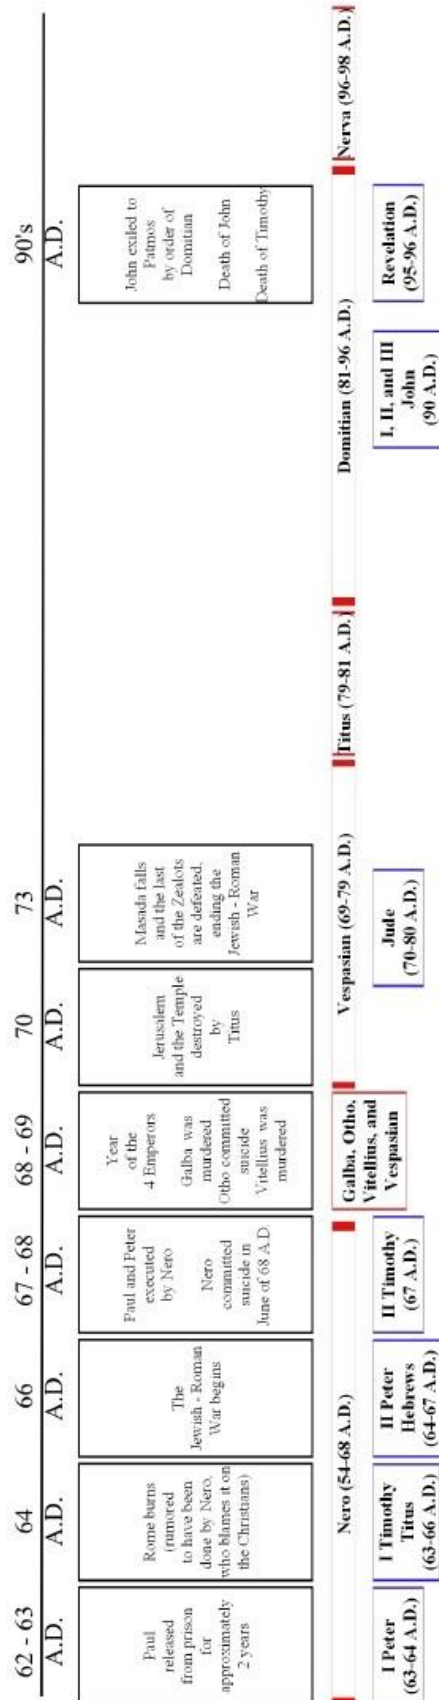 62 - 63
A.D.
64
A.D.
66
A.D.
67 - 68
A.D.
68 - 69
A.D.
70
A.D.
73
A.D.
90's
A.D.
Paul
released
from prison
for
approximately
2 years
Rome burns
(rumored
to have been
done by Nero,
who blames it on
the Christians)
The
Jewish - Roman
War begins
Paul and Peter
executed
by Nero
Nero
committed
suicide in
June of 68 A.D.
Year
of the
4 Emperors
Galba was
murdered
Otho committed
suicide
Vitellius was
murdered
Jerusalem
and the Temple
destroyed
by
Titus
Masada falls
and the last
of the Zealots
are defeated,
ending the
Jewish - Roman
War
John exiled to
Patmos
by order of
Domitian
Death of John
Death of Timothy
Nero (54-68 A.D.)
Galba, Otho,
Vitellius, and
Vespasian
Vespasian (69-79 A.D.)
Titus (79-81 A.D.)
Domitian (81-96 A.D.)
Nerva (96-98 A.D.)
I Peter
(63-64 A.D.)
I Timothy
Titus
(63-66 A.D.)
II Peter
Hebrews
(64-67 A.D.)
II Timothy
(67 A.D.)
Jude
(70-80 A.D.)
I, II, and III
John
(90 A.D.)
Revelation
(95-96 A.D.)